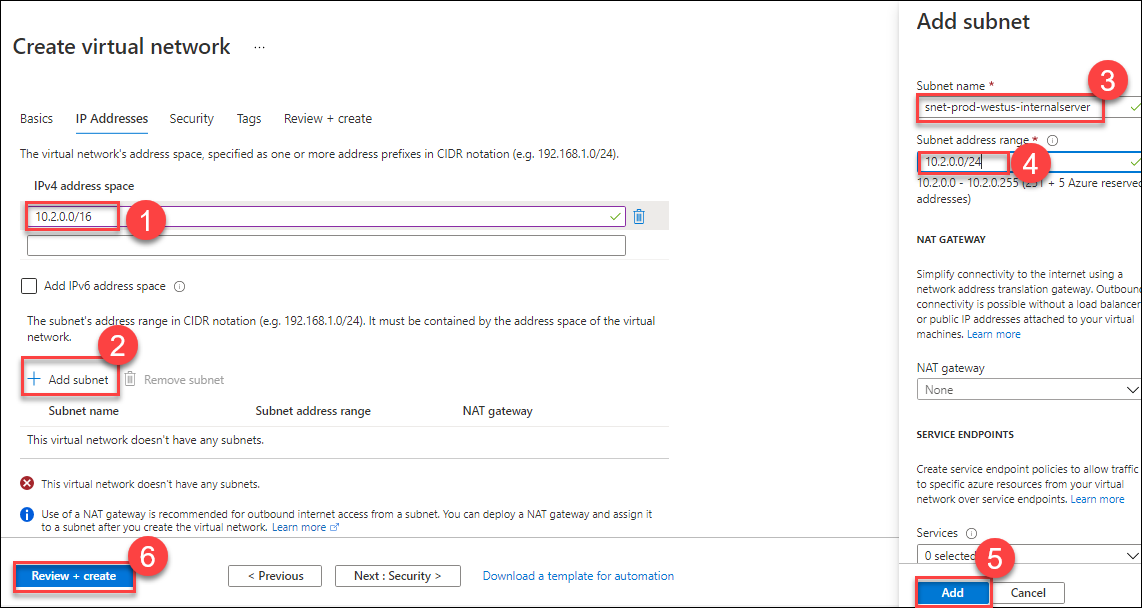 Create virtual network ...
Basics IP Addresses Security Tags Review + create
The virtual network's address space, specified as one or more address prefixes in CIDR notation (e.g. 192.168.1.0/24).
IPv4 address space
10.2.0.0/16
1
Add IPv6 address space
The subnet's address range in CIDR notation (e.g. 192.168.1.0/24). It must be contained by the address space of the virtual
network.
2
+ Add subnet Remove subnet
Subnet name Subnet address range NAT gateway
This virtual network doesn't have any subnets.
This virtual network doesn't have any subnets.
Use of a NAT gateway is recommended for outbound internet access from a subnet. You can deploy a NAT gateway and assign it
to a subnet after you create the virtual network. Learn more
6
Review + create < Previous Next : Security > Download a template for automation
Add subnet
3
Subnet name *
snet-prod-westus-internalserver
Subnet address range *
10.2.0.0/24
4
10.2.0.0 - 10.2.0.255 (251 + 5 Azure reserved
addresses)
NAT GATEWAY
Simplify connectivity to the internet using a
network address translation gateway. Outbound
connectivity is possible without a load balancer
or public IP addresses attached to your virtual
machines. Learn more
NAT gateway
None
SERVICE ENDPOINTS
Create service endpoint policies to allow traffic
to specific azure resources from your virtual
network over service endpoints. Learn more
Services
0 selected
5
Add Cancel